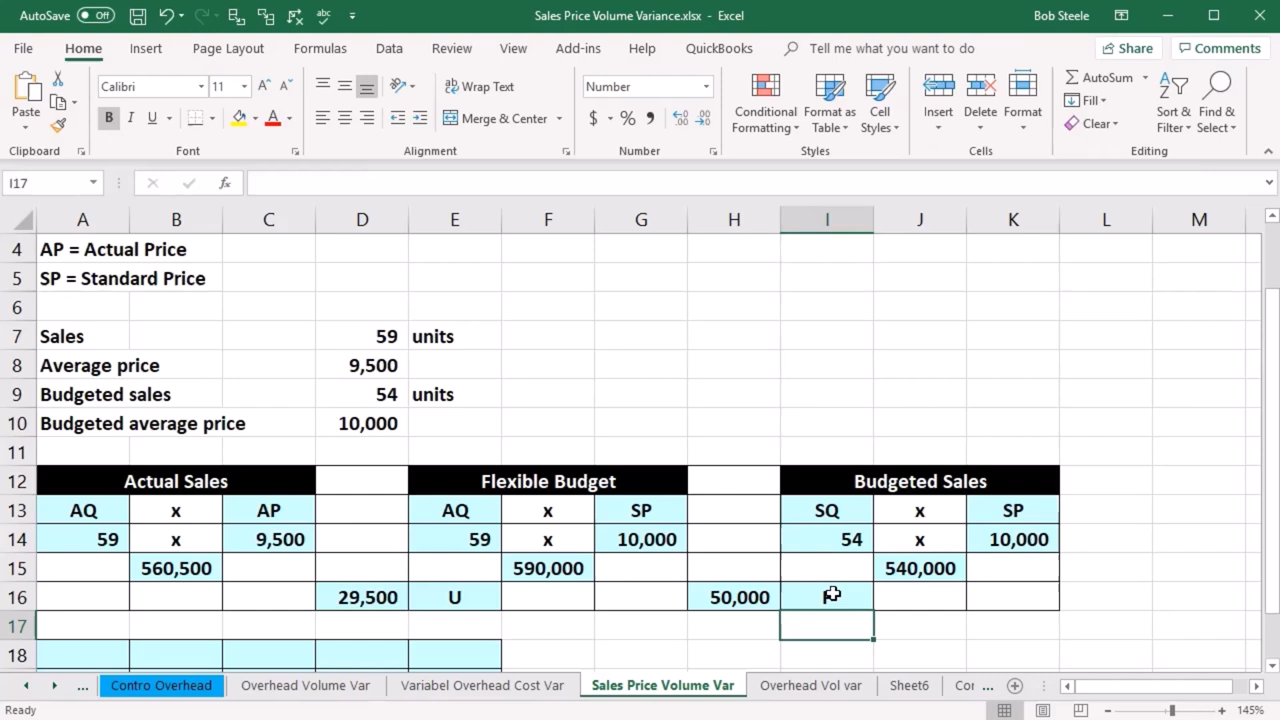 AutoSave Off abc Sales Price Volume Variance.xlsx - Excel Bob Steele
File Home Insert Page Layout Formulas Data Review View Add-ins Help QuickBooks Tell me what you want to do Share Comments
Paste Calibri 11 A A Wrap Text Number Conditional Formatting Format as Table Cell Styles Insert Delete Format AutoSum Sort & Filter Find & Select
B I U A Merge & Center $ % Fill
Clear
Clipboard Font Alignment Number Styles Cells Editing
I17 fx
A B C D E F G H I J K L M
4 AP = Actual Price
5 SP = Standard Price
6
7 Sales 59 units
8 Average price 9,500
9 Budgeted sales 54 units
10 Budgeted average price 10,000
11
12 Actual Sales Flexible Budget Budgeted Sales
13 AQ x AP AQ x SP SQ x SP
14 59 x 9,500 59 x 10,000 54 x 10,000
15 560,500 590,000 540,000
16 29,500 U 50,000
17
18
... Contro Overhead Overhead Volume Var Variabel Overhead Cost Var Sales Price Volume Var Overhead Vol var Sheet6 Cor ...
Ready 145%